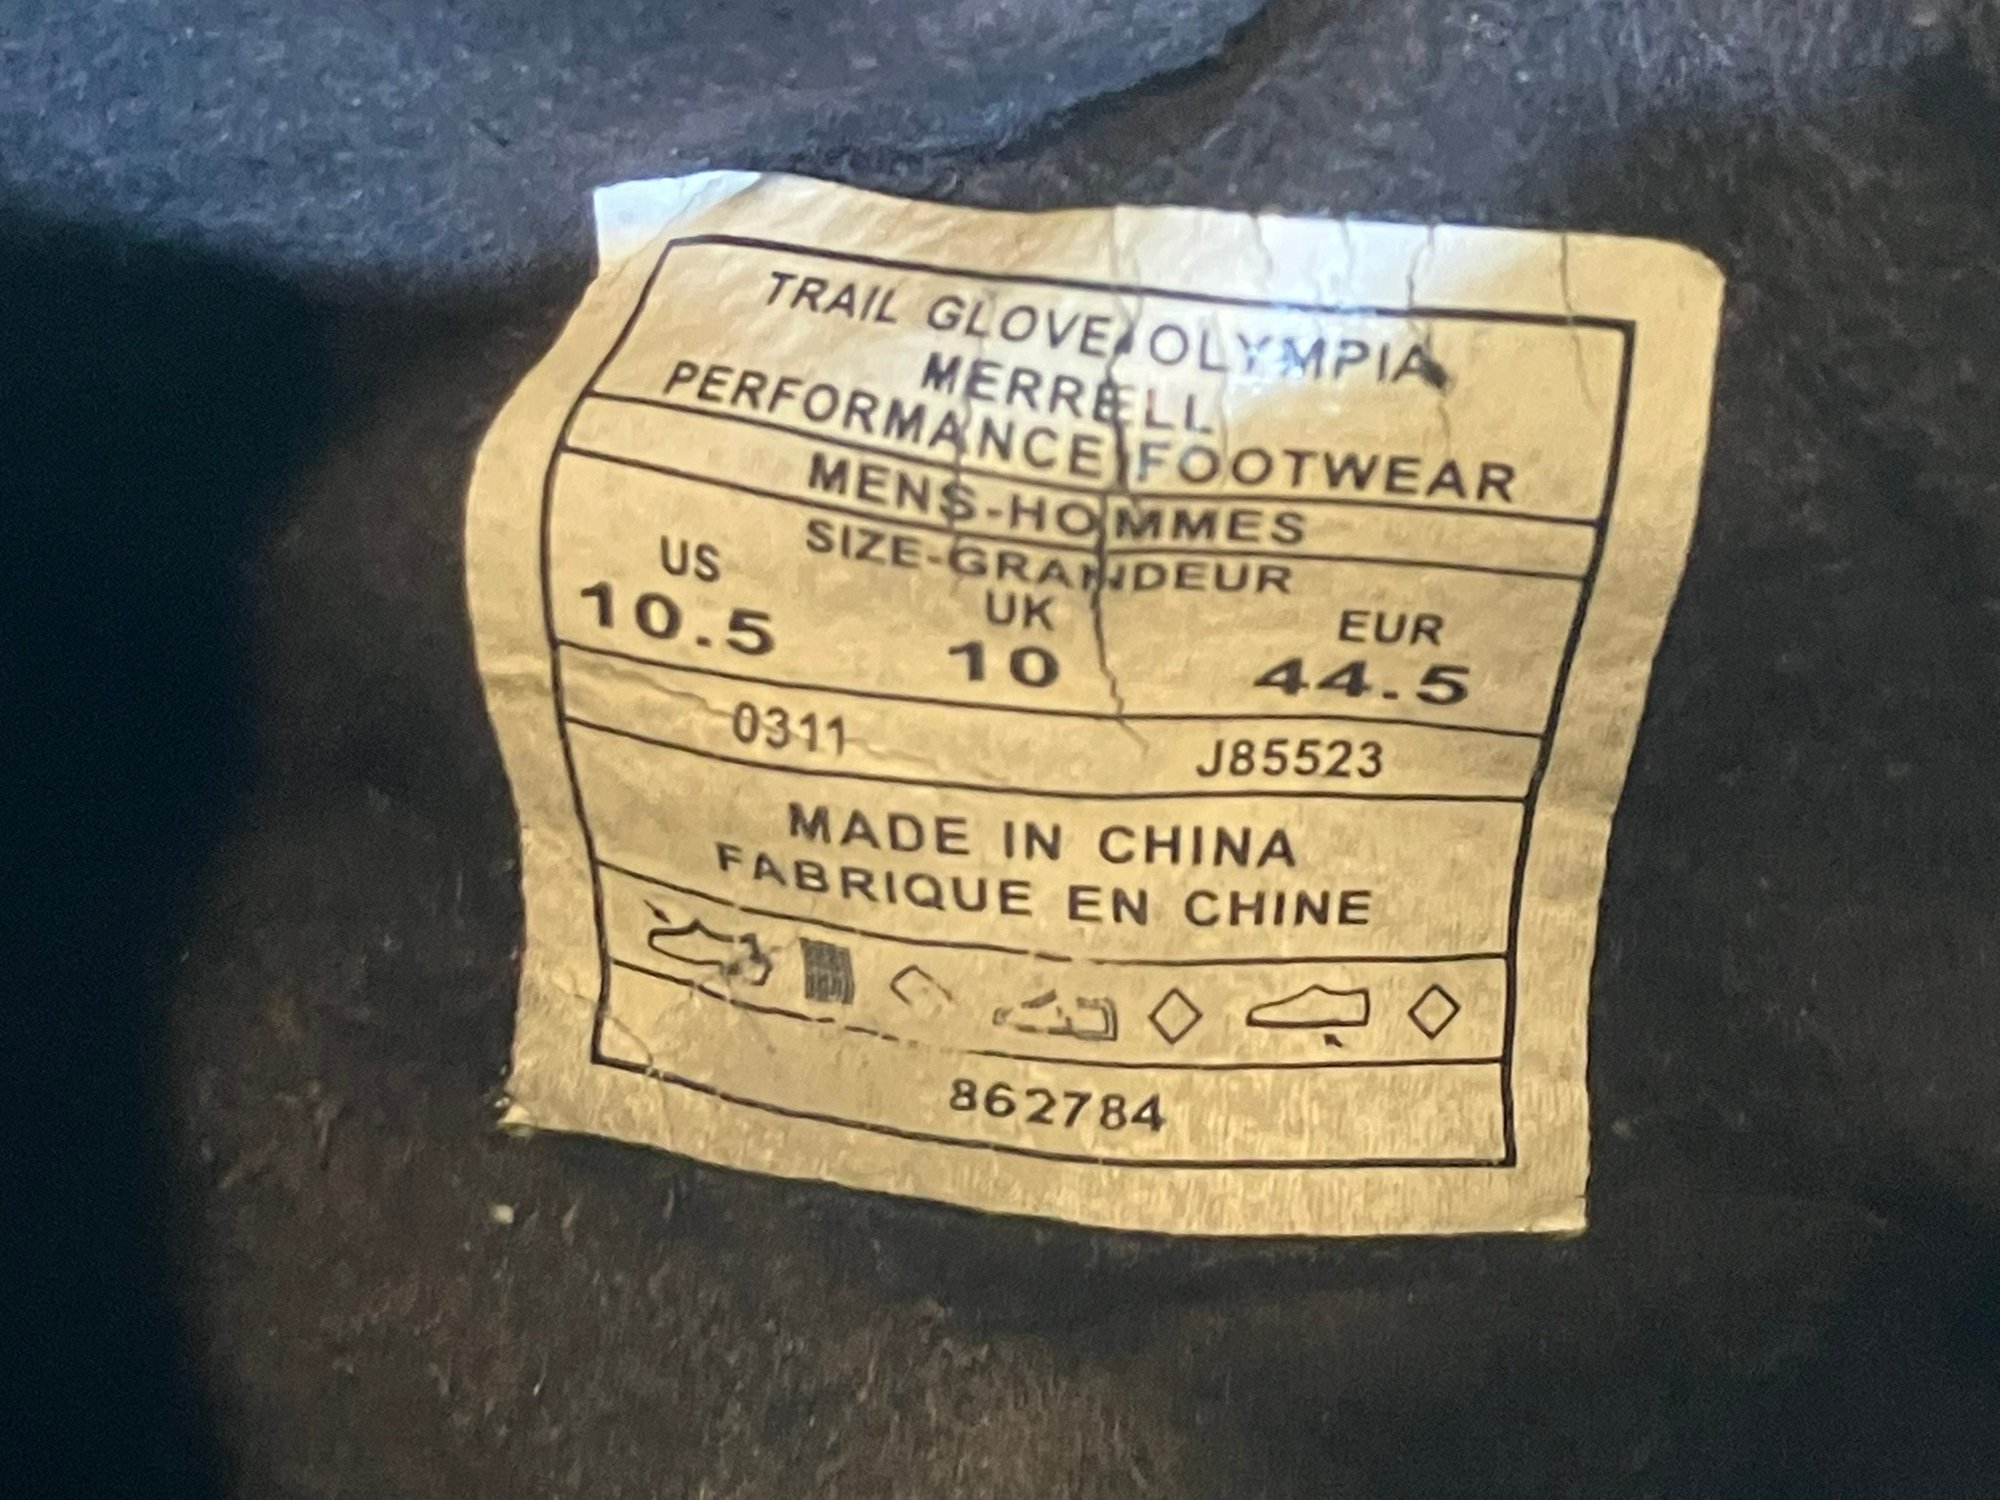 TRAIL GLOVE/OLYMPIA
MERRELL
PERFORMANCE FOOTWEAR
MENS-HOMMES
SIZE-GRANDEUR
US UK EUR
10.5 10 44.5
0311 J85523
MADE IN CHINA
FABRIQUE EN CHINE
862784